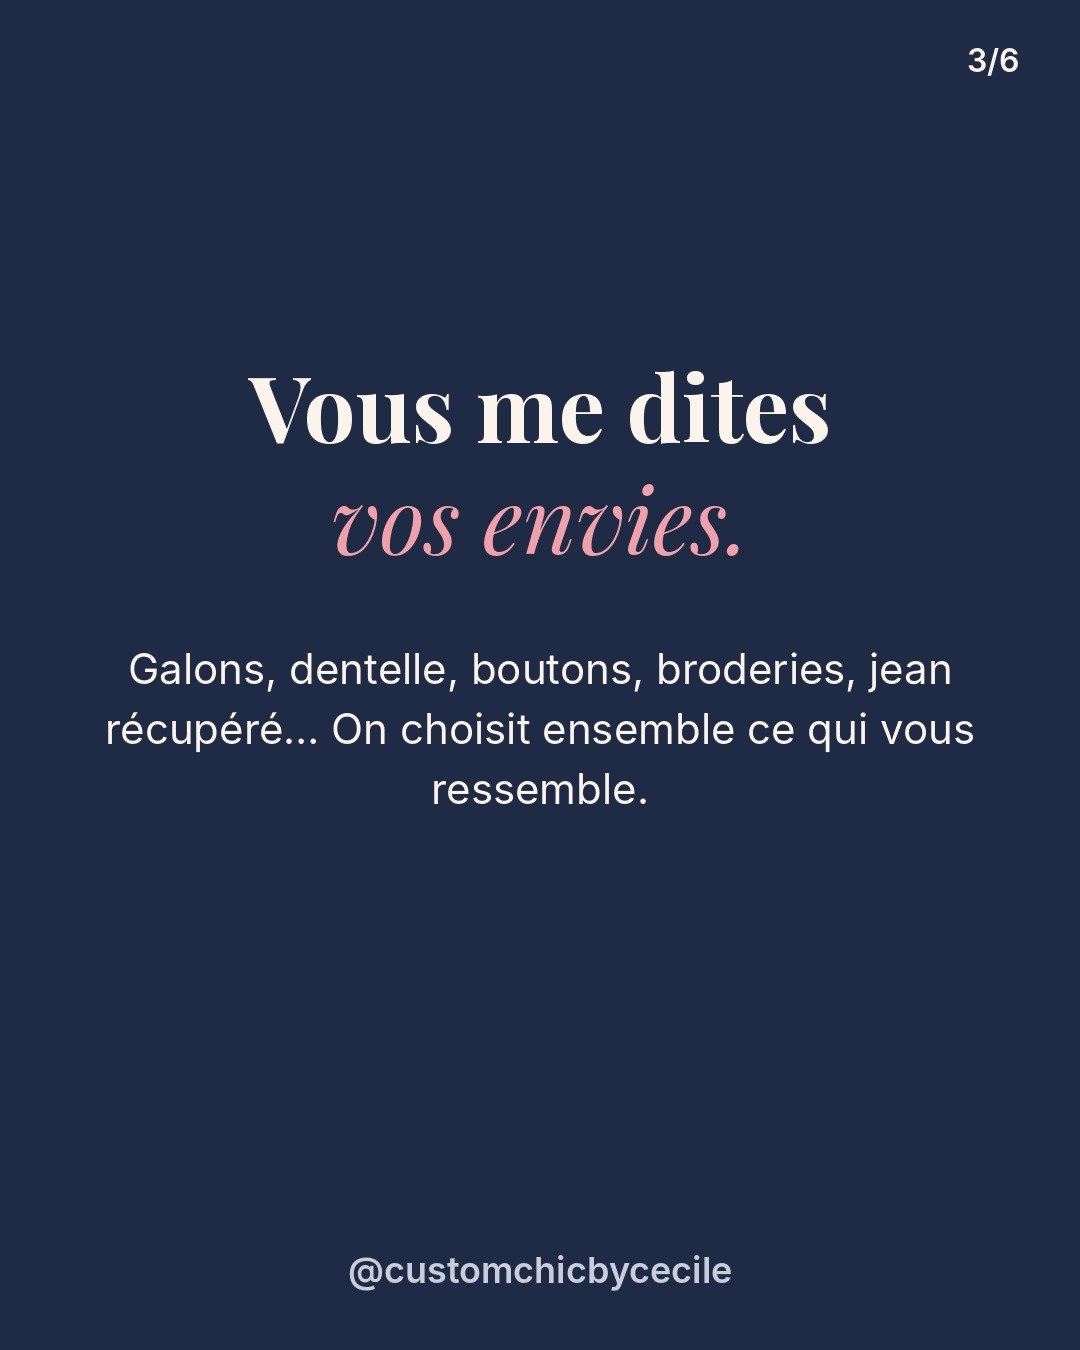 3/6
Vous me dites
vos envies.
Galons, dentelle, boutons, broderies, jean
récupéré... On choisit ensemble ce qui vous
ressemble.
@customchicbycecile